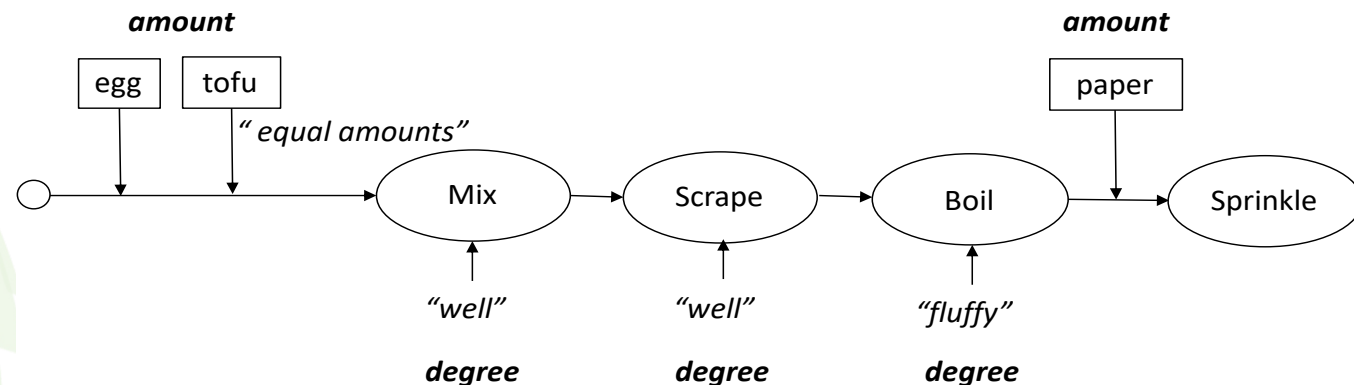 amount
amount
egg
tofu
paper
“ equal amounts”
Mix
Scrape
Boil
Sprinkle
“well”
“well”
“fluffy”
degree
degree
degree